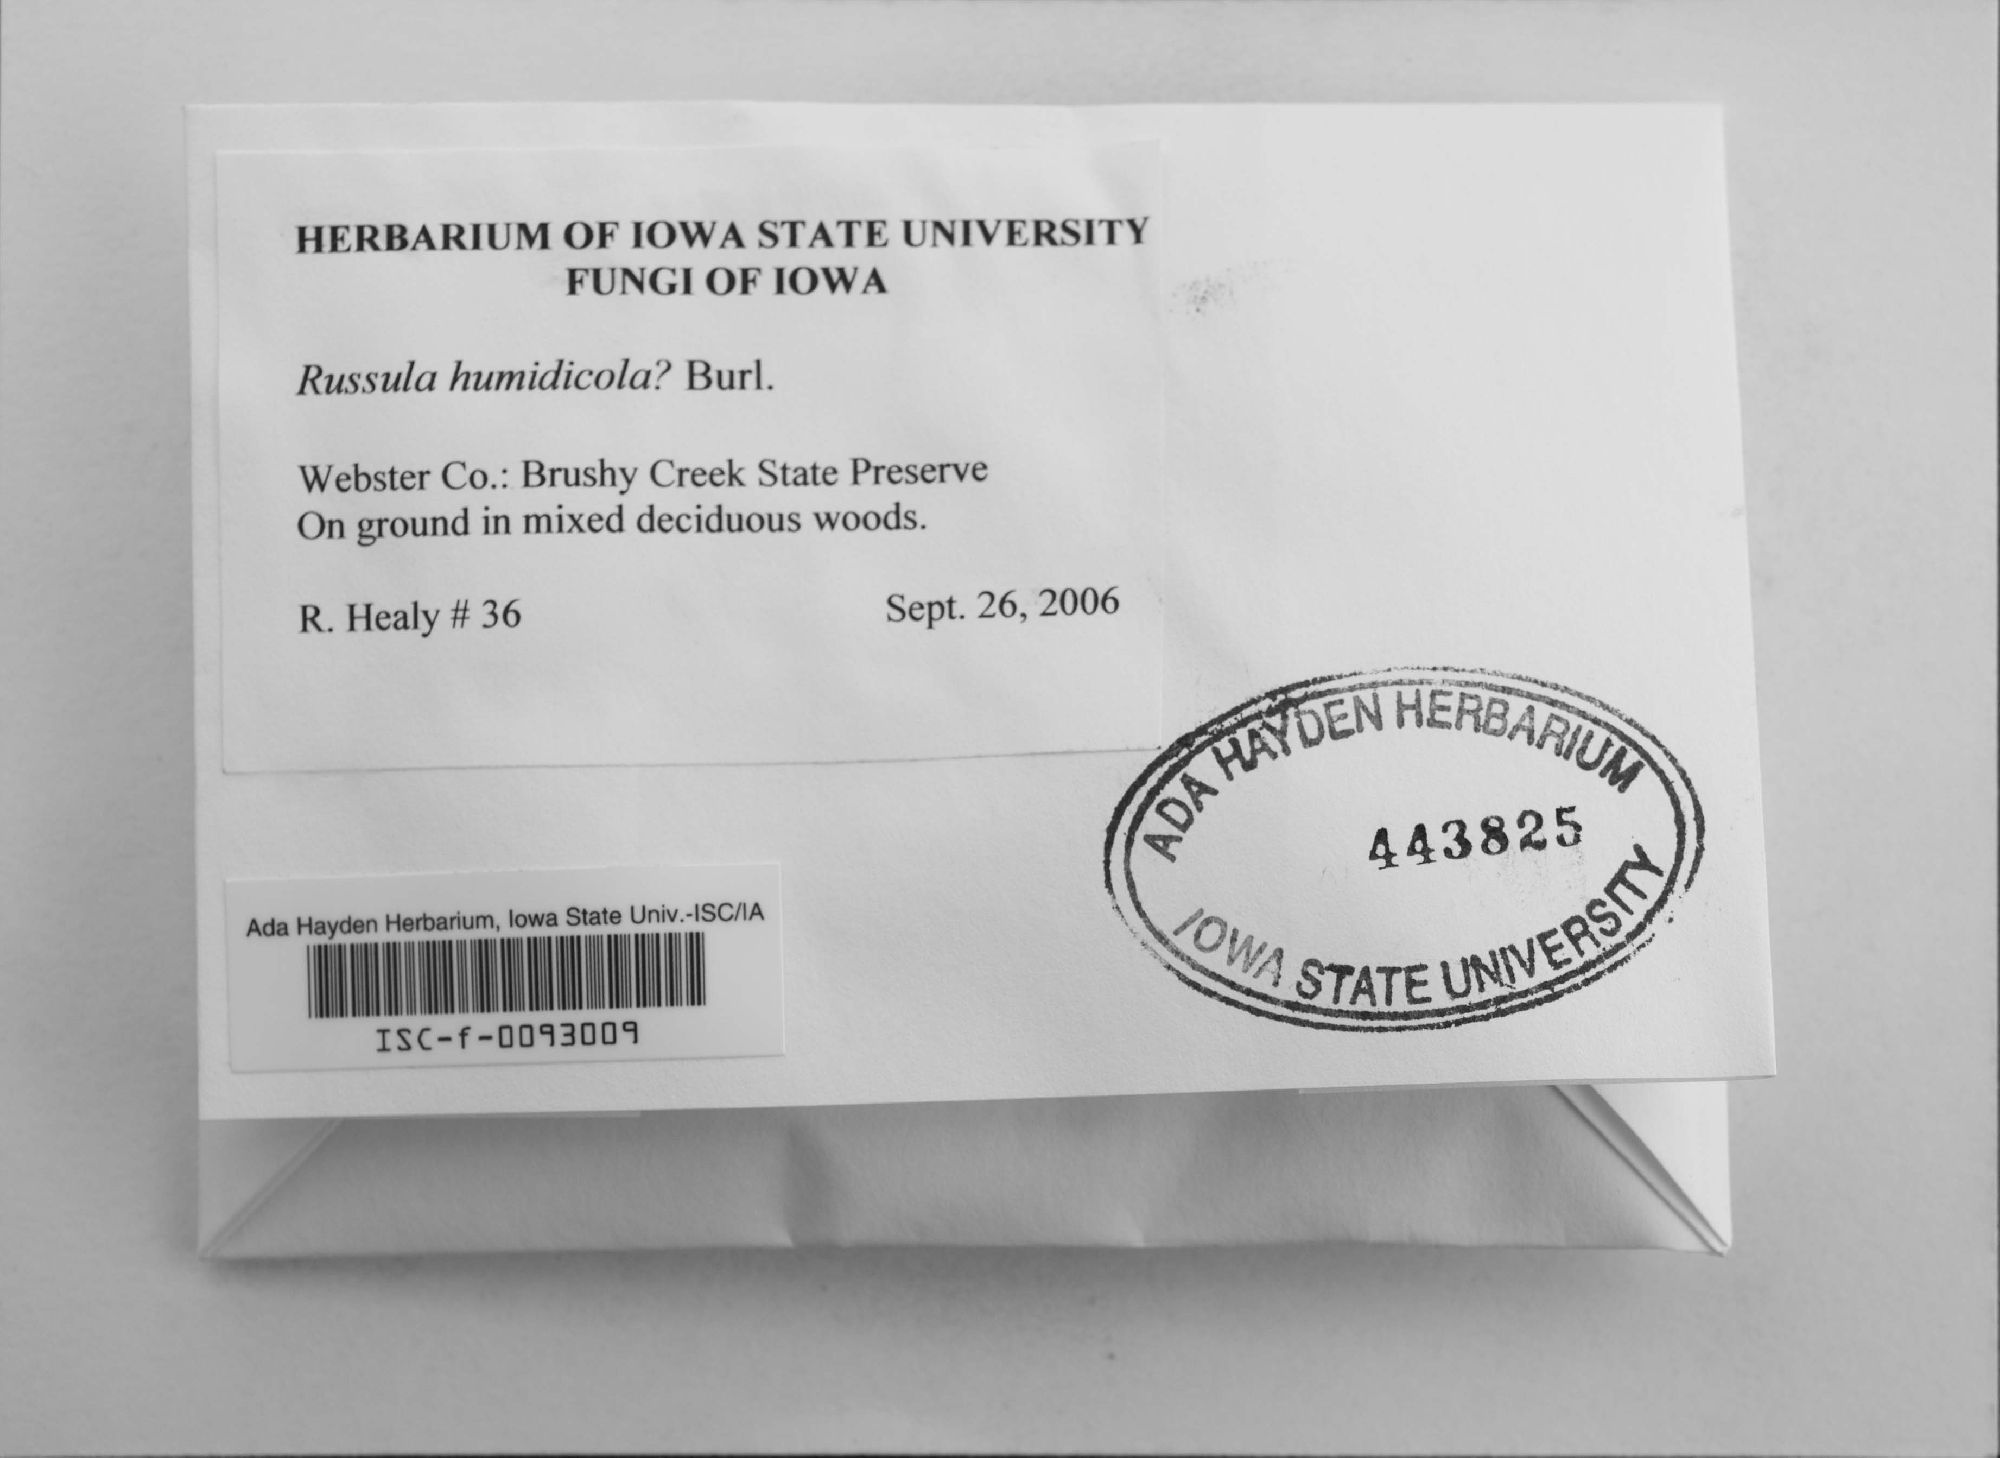 HERBARIUM OF IOWA STATE UNIVERSITY
FUNGI OF IOWA
Russula humidicola? Burl.
Webster Co.: Brushy Creek State Preserve
On ground in mixed deciduous woods.
R. Healy # 36 Sept. 26, 2006
ADA HAYDEN HERBARIUM
443825
IOWA STATE UNIVERSITY
Ada Hayden Herbarium, Iowa State Univ.-ISC/IA
ISC-f-0093009